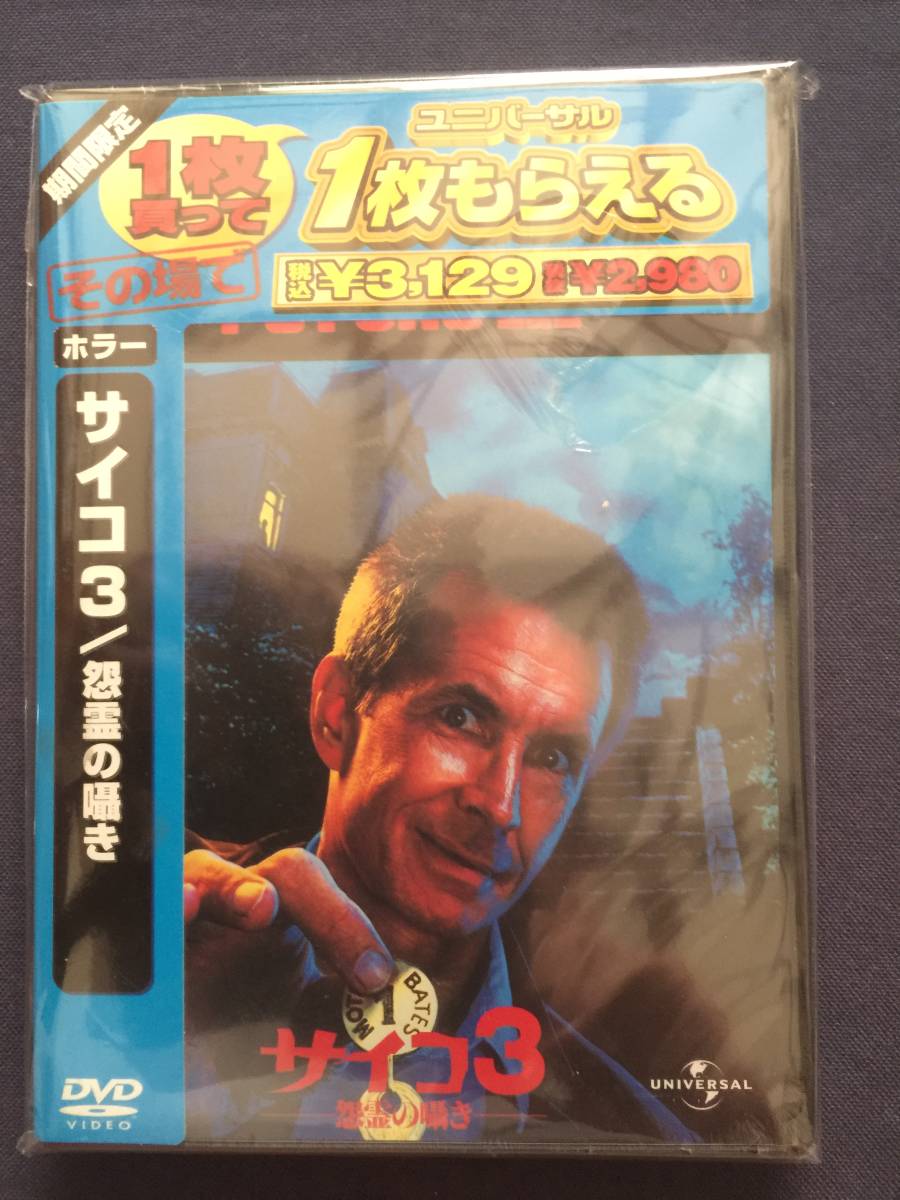 期間限定
1枚
買って
その場で
ユニバーサル
1枚もらえる
税込 ¥3,129 税抜 ¥2,980
ホラー
サイコ3/怨霊の囁き
BATES
MOTEL
1
サイコ3
怨霊の囁き
UNIVERSAL
DVD
VIDEO